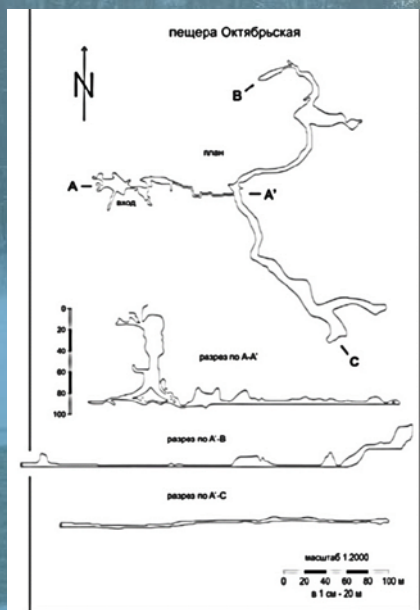 пещера Октябрьская
N
B
план
A
вход
A'
C
0
20
40
60
80
100
разрез по A-A'
разрез по A'-B
разрез по A'-C
масштаб 1:2000
0 20 40 60 80 100 м
в 1 см - 20 м